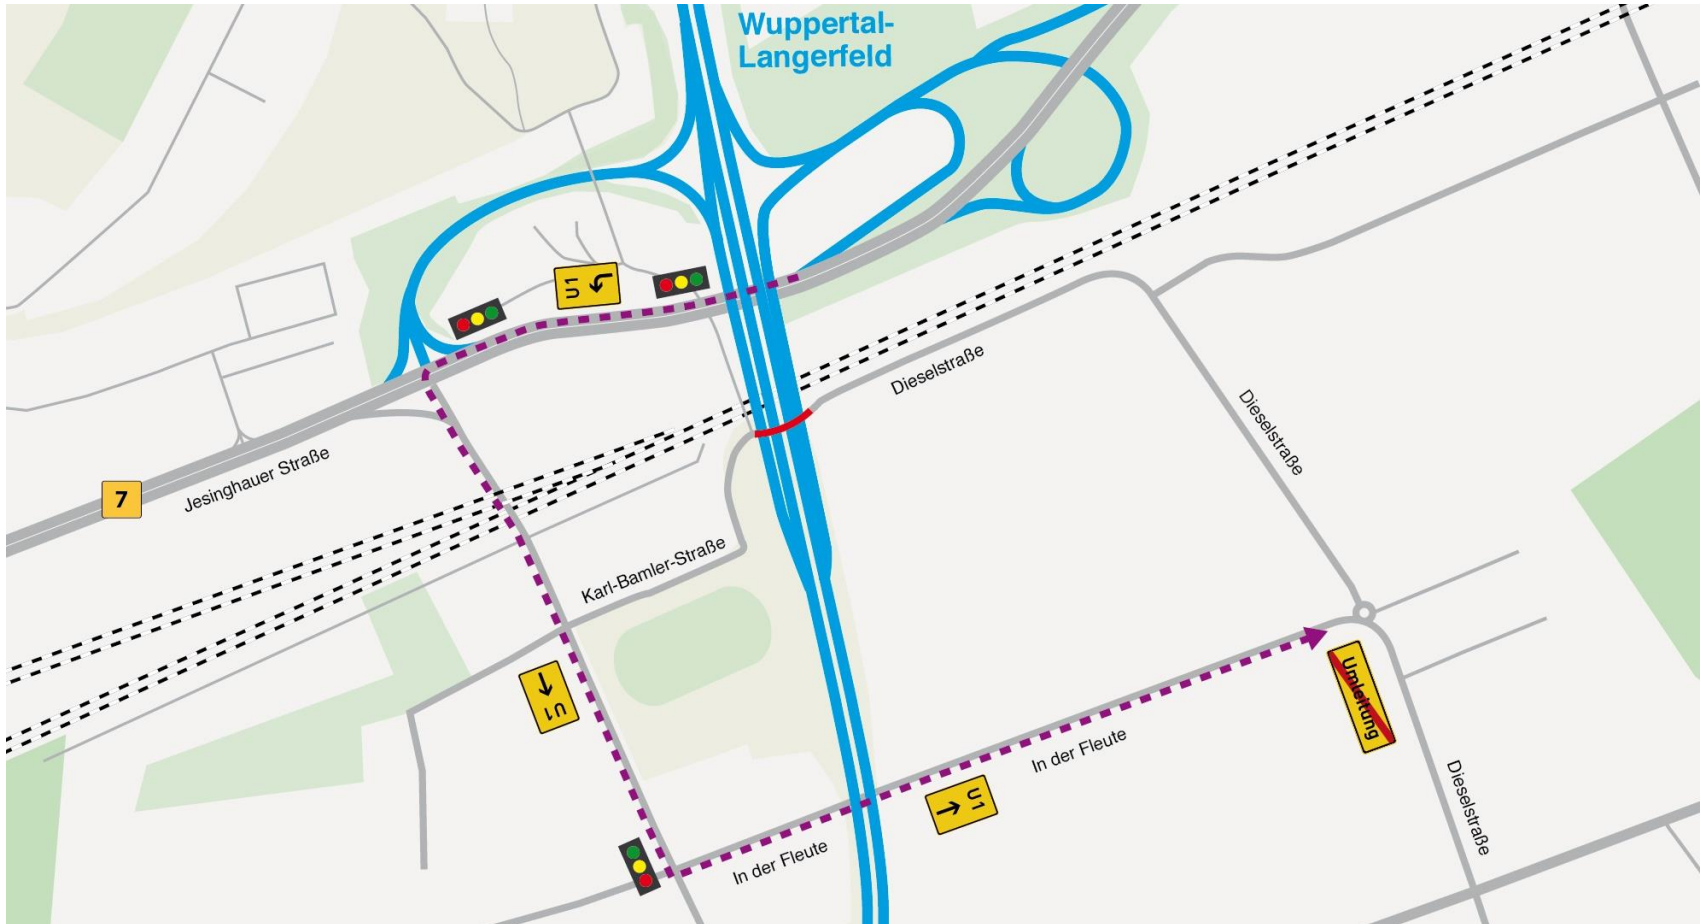 Wuppertal-
Langerfeld
U1
Dieselstraße
Dieselstraße
Jesinghauer Straße
7
Karl-Bamler-Straße
U1
Umleitung
In der Fleute
U1
In der Fleute
Dieselstraße